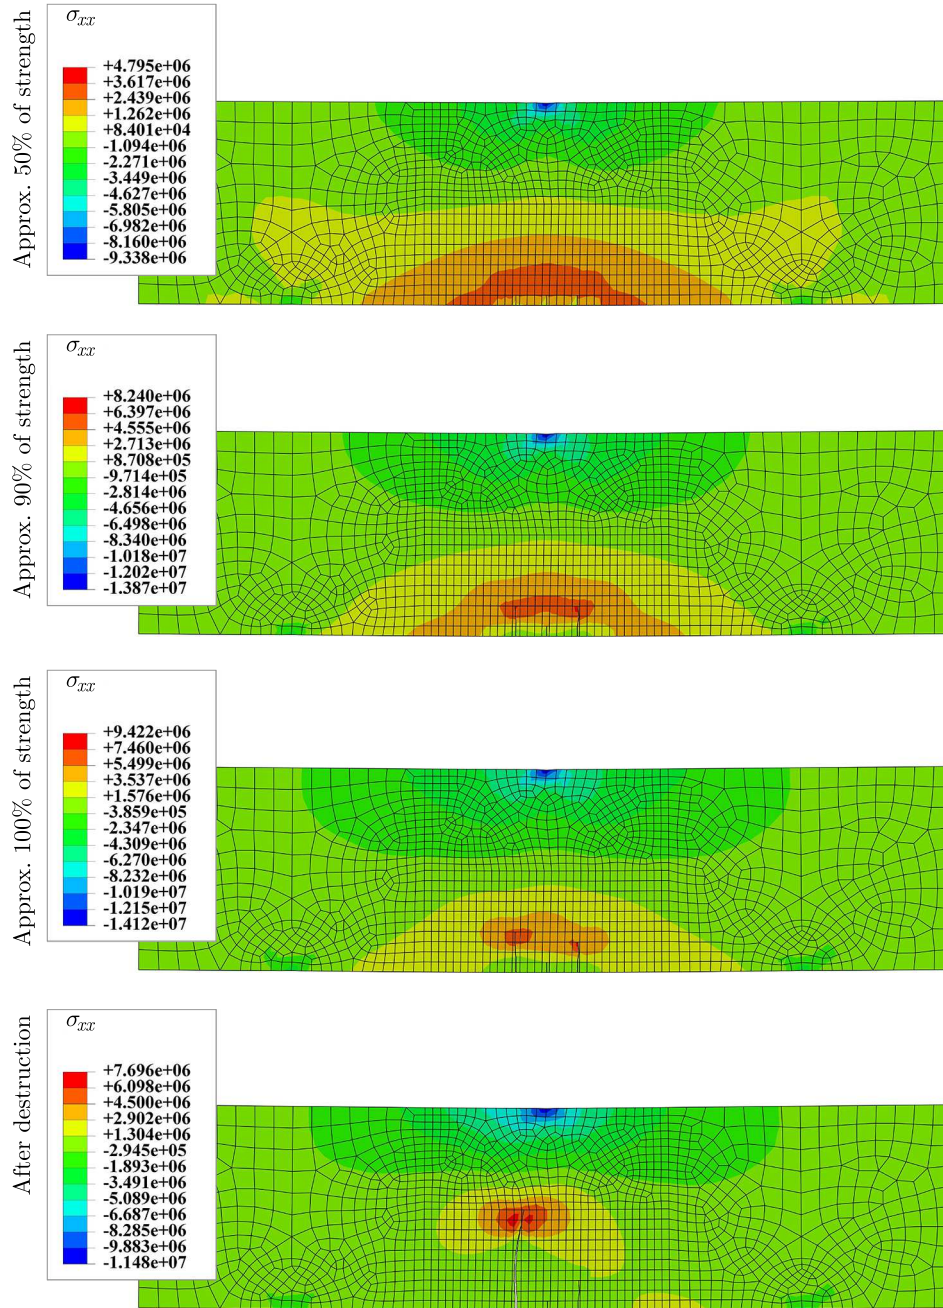 Approx. 50% of strength
σxx
+4.795e+06
+3.617e+06
+2.439e+06
+1.262e+06
+8.401e+04
-1.094e+06
-2.271e+06
-3.449e+06
-4.627e+06
-5.805e+06
-6.982e+06
-8.160e+06
-9.338e+06
Approx. 90% of strength
σxx
+8.240e+06
+6.397e+06
+4.555e+06
+2.713e+06
+8.708e+05
-9.714e+05
-2.814e+06
-4.656e+06
-6.498e+06
-8.340e+06
-1.018e+07
-1.202e+07
-1.387e+07
Approx. 100% of strength
σxx
+9.422e+06
+7.460e+06
+5.499e+06
+3.537e+06
+1.576e+06
-3.859e+05
-2.347e+06
-4.309e+06
-6.270e+06
-8.232e+06
-1.019e+07
-1.215e+07
-1.412e+07
After destruction
σxx
+7.696e+06
+6.098e+06
+4.500e+06
+2.902e+06
+1.304e+06
-2.945e+05
-1.893e+06
-3.491e+06
-5.089e+06
-6.687e+06
-8.285e+06
-9.883e+06
-1.148e+07